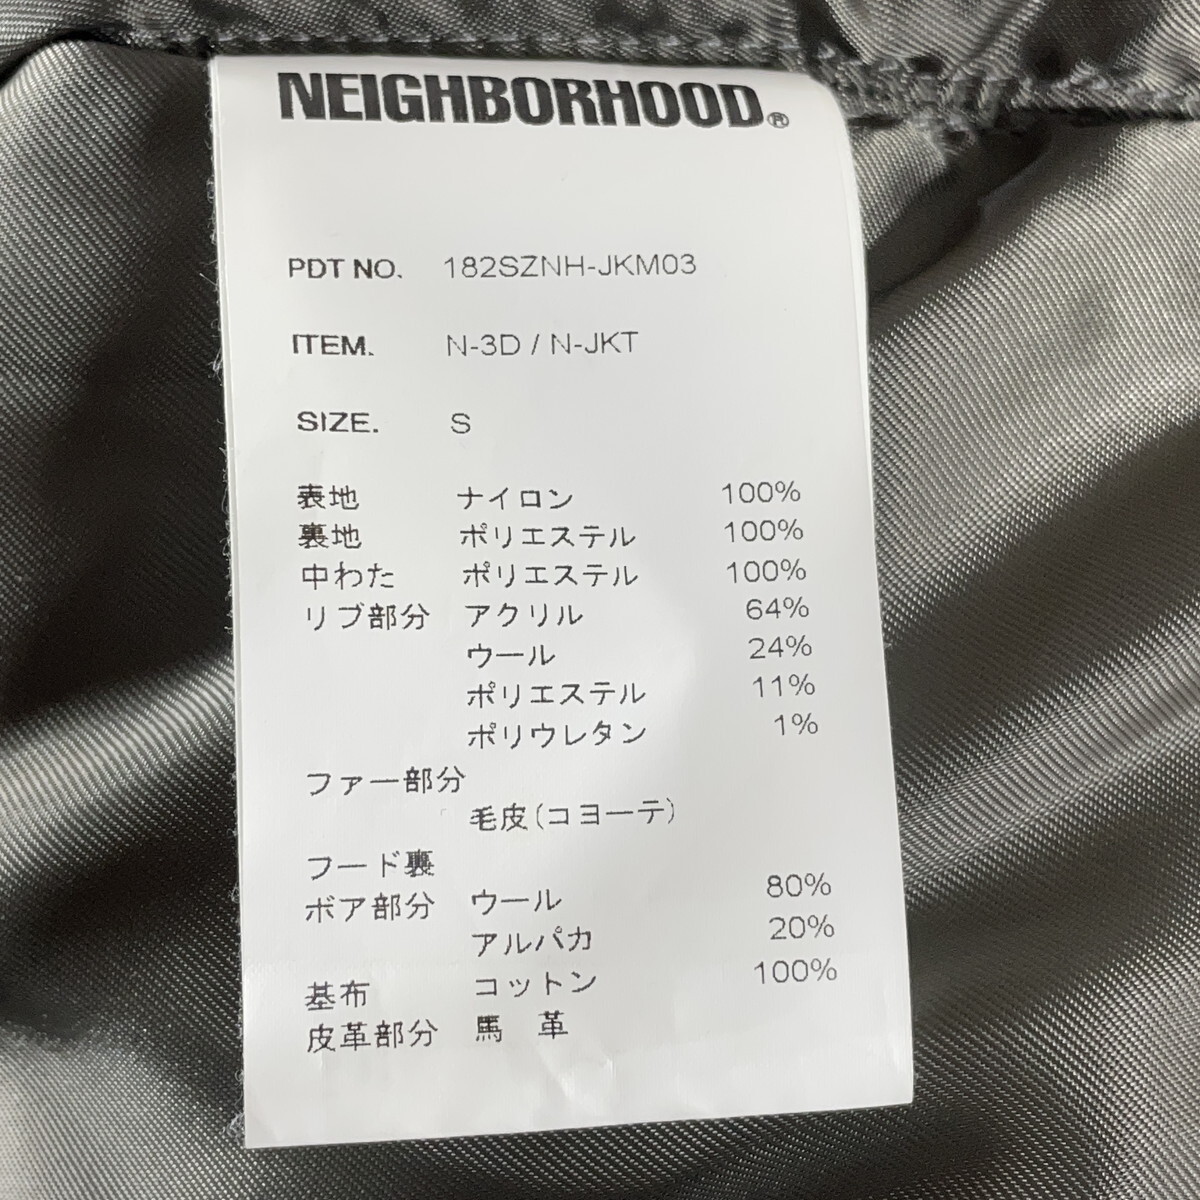 NEIGHBORHOOD®
PDT NO. 182SZNH-JKM03
ITEM. N-3D / N-JKT
SIZE. S
表地 ナイロン 100%
裏地 ポリエステル 100%
中わた ポリエステル 100%
リブ部分 アクリル 64%
ウール 24%
ポリエステル 11%
ポリウレタン 1%
ファー部分
毛皮(コヨーテ)
フード裏
ボア部分 ウール 80%
アルパカ 20%
基布 コットン 100%
皮革部分 馬 革